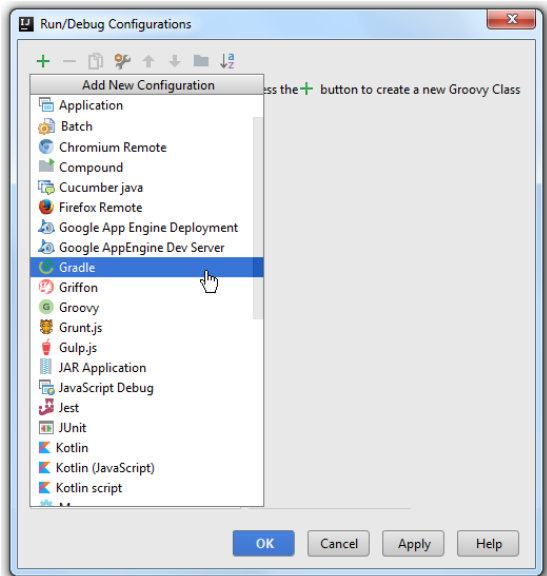 Run/Debug Configurations
Add New Configuration
ess the + button to create a new Groovy Class
Application
Batch
Chromium Remote
Compound
Cucumber java
Firefox Remote
Google App Engine Deployment
Google AppEngine Dev Server
Gradle
Griffon
Groovy
Grunt.js
Gulp.js
JAR Application
JavaScript Debug
Jest
JUnit
Kotlin
Kotlin (JavaScript)
Kotlin script
OK
Cancel
Apply
Help